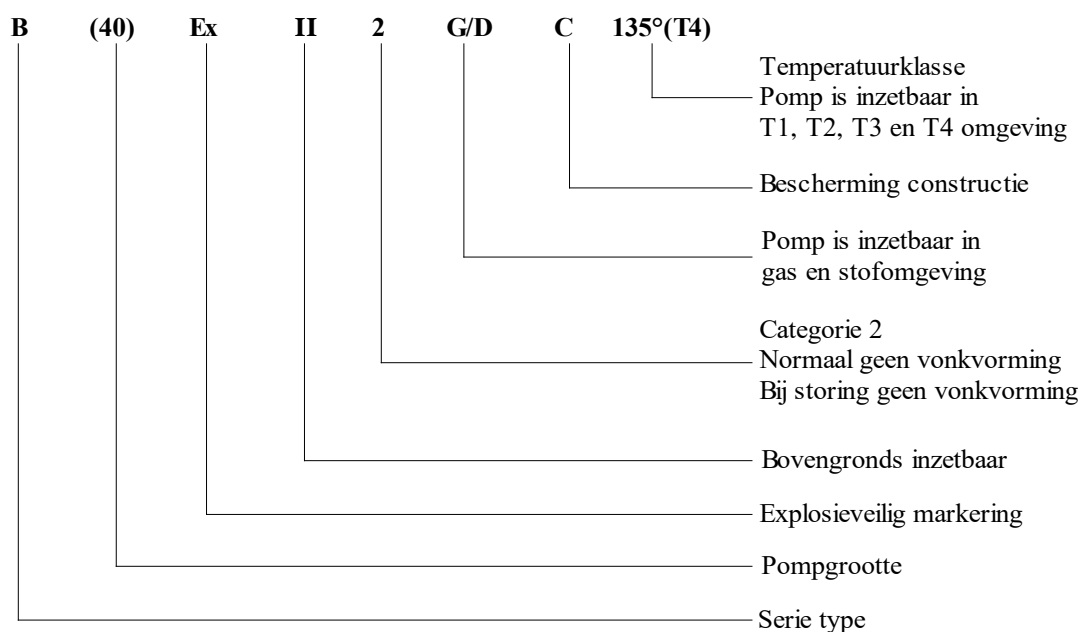 B (40) Ex II 2 G/D C 135°(T4)
Temperatuurklasse
Pomp is inzetbaar in
T1, T2, T3 en T4 omgeving
Bescherming constructie
Pomp is inzetbaar in
gas en stofomgeving
Categorie 2
Normaal geen vonkvorming
Bij storing geen vonkvorming
Bovengronds inzetbaar
Explosieveilig markering
Pompgrootte
Serie type